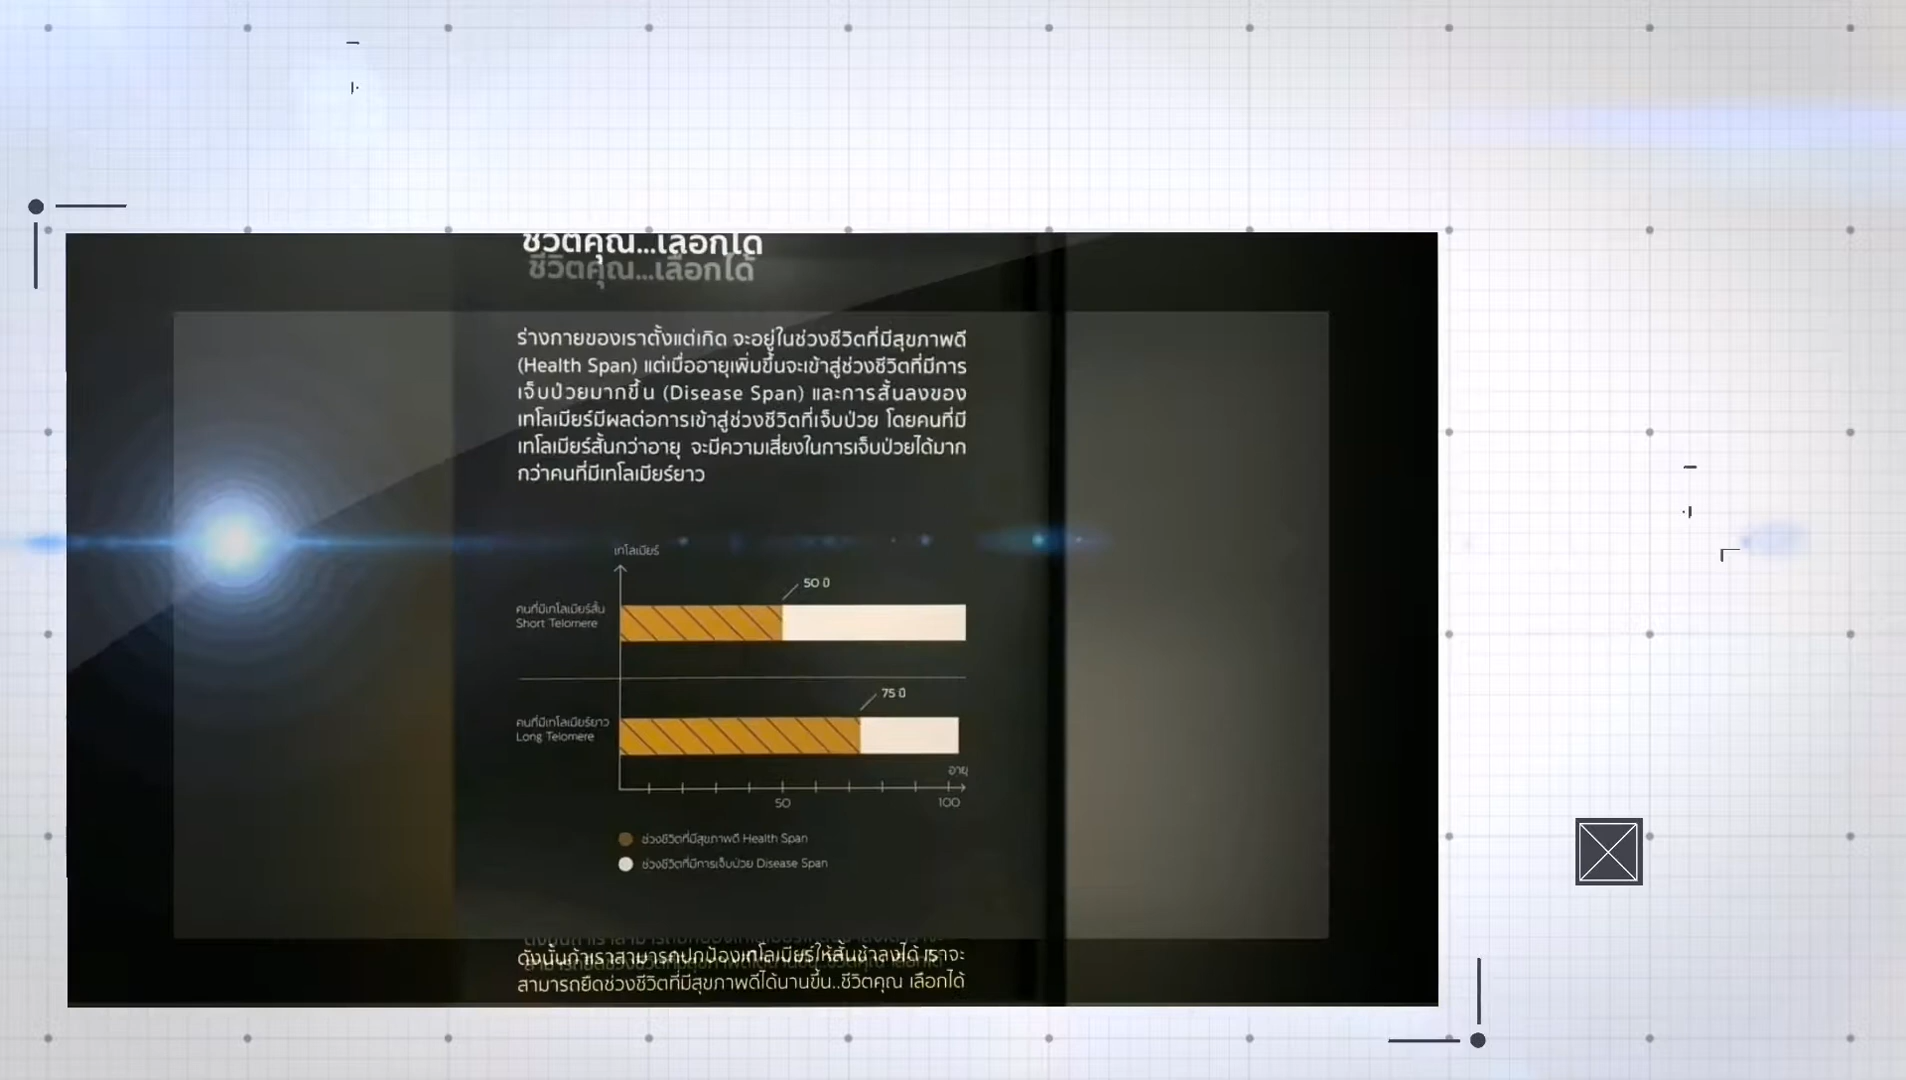 ชีวิตคุณ...เลือกได้
ชีวิตคุณ...เลือกได้
ร่างกายของเราตั้งแต่เกิด จะอยู่ในช่วงชีวิตที่มีสุขภาพดี
(Health Span) แต่เมื่ออายุเพิ่มขึ้นจะเข้าสู่ช่วงชีวิตที่มีการ
เจ็บป่วยมากขึ้น (Disease Span) และการสั้นลงของ
เทโลเมียร์มีผลต่อการเข้าสู่ช่วงชีวิตที่เจ็บป่วย โดยคนที่มี
เทโลเมียร์สั้นกว่าอายุ จะมีความเสี่ยงในการเจ็บป่วยได้มาก
กว่าคนที่มีเทโลเมียร์ยาว
เทโลเมียร์
50 ปี
คนที่มีเทโลเมียร์สั้น
Short Telomere
75 ปี
คนที่มีเทโลเมียร์ยาว
Long Telomere
อายุ
50 100
ช่วงชีวิตที่มีสุขภาพดี Health Span
ช่วงชีวิตที่มีการเจ็บป่วย Disease Span
ดังนั้นถ้าเราสามารถปกป้องเทโลเมียร์ให้สั้นช้าลงได้ เราจะ
สามารถยืดช่วงชีวิตที่มีสุขภาพดีได้นานขึ้น..ชีวิตคุณ เลือกได้